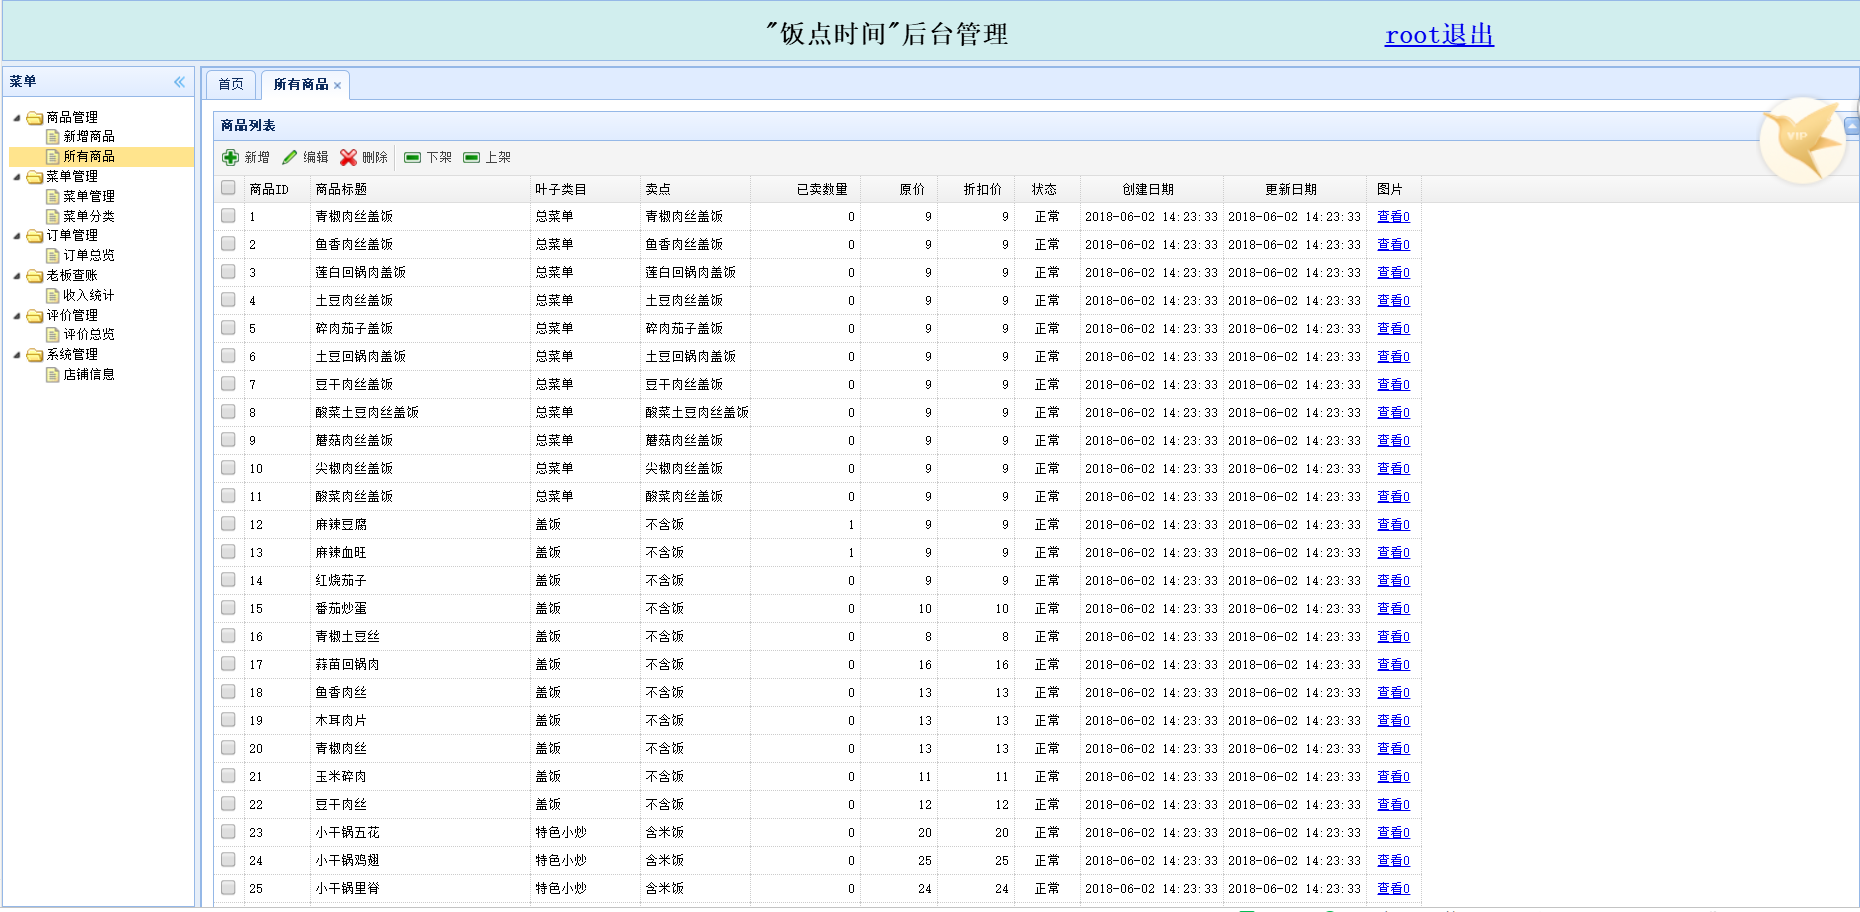 "饭点时间"后台管理
root退出
菜单
商品管理
新增商品
所有商品
菜单管理
菜单管理
菜单分类
订单管理
订单总览
老板查账
收入统计
评价管理
评价总览
系统管理
店铺信息
首页 所有商品
商品列表
新增 编辑 删除 下架 上架
VIP
商品ID 商品标题 叶子类目 卖点 已卖数量 原价 折扣价 状态 创建日期 更新日期 图片
1 青椒肉丝盖饭 总菜单 青椒肉丝盖饭 0 9 9 正常 2018-06-02 14:23:33 2018-06-02 14:23:33 查看0
2 鱼香肉丝盖饭 总菜单 鱼香肉丝盖饭 0 9 9 正常 2018-06-02 14:23:33 2018-06-02 14:23:33 查看0
3 莲白回锅肉盖饭 总菜单 莲白回锅肉盖饭 0 9 9 正常 2018-06-02 14:23:33 2018-06-02 14:23:33 查看0
4 土豆肉丝盖饭 总菜单 土豆肉丝盖饭 0 9 9 正常 2018-06-02 14:23:33 2018-06-02 14:23:33 查看0
5 碎肉茄子盖饭 总菜单 碎肉茄子盖饭 0 9 9 正常 2018-06-02 14:23:33 2018-06-02 14:23:33 查看0
6 土豆回锅肉盖饭 总菜单 土豆回锅肉盖饭 0 9 9 正常 2018-06-02 14:23:33 2018-06-02 14:23:33 查看0
7 豆干肉丝盖饭 总菜单 豆干肉丝盖饭 0 9 9 正常 2018-06-02 14:23:33 2018-06-02 14:23:33 查看0
8 酸菜土豆肉丝盖饭 总菜单 酸菜土豆肉丝盖饭 0 9 9 正常 2018-06-02 14:23:33 2018-06-02 14:23:33 查看0
9 蘑菇肉丝盖饭 总菜单 蘑菇肉丝盖饭 0 9 9 正常 2018-06-02 14:23:33 2018-06-02 14:23:33 查看0
10 尖椒肉丝盖饭 总菜单 尖椒肉丝盖饭 0 9 9 正常 2018-06-02 14:23:33 2018-06-02 14:23:33 查看0
11 酸菜肉丝盖饭 总菜单 酸菜肉丝盖饭 0 9 9 正常 2018-06-02 14:23:33 2018-06-02 14:23:33 查看0
12 麻辣豆腐 盖饭 不含饭 1 9 9 正常 2018-06-02 14:23:33 2018-06-02 14:23:33 查看0
13 麻辣血旺 盖饭 不含饭 1 9 9 正常 2018-06-02 14:23:33 2018-06-02 14:23:33 查看0
14 红烧茄子 盖饭 不含饭 0 9 9 正常 2018-06-02 14:23:33 2018-06-02 14:23:33 查看0
15 番茄炒蛋 盖饭 不含饭 0 10 10 正常 2018-06-02 14:23:33 2018-06-02 14:23:33 查看0
16 青椒土豆丝 盖饭 不含饭 0 8 8 正常 2018-06-02 14:23:33 2018-06-02 14:23:33 查看0
17 蒜苗回锅肉 盖饭 不含饭 0 16 16 正常 2018-06-02 14:23:33 2018-06-02 14:23:33 查看0
18 鱼香肉丝 盖饭 不含饭 0 13 13 正常 2018-06-02 14:23:33 2018-06-02 14:23:33 查看0
19 木耳肉片 盖饭 不含饭 0 13 13 正常 2018-06-02 14:23:33 2018-06-02 14:23:33 查看0
20 青椒肉丝 盖饭 不含饭 0 13 13 正常 2018-06-02 14:23:33 2018-06-02 14:23:33 查看0
21 玉米碎肉 盖饭 不含饭 0 11 11 正常 2018-06-02 14:23:33 2018-06-02 14:23:33 查看0
22 豆干肉丝 盖饭 不含饭 0 12 12 正常 2018-06-02 14:23:33 2018-06-02 14:23:33 查看0
23 小干锅五花 特色小炒 含米饭 0 20 20 正常 2018-06-02 14:23:33 2018-06-02 14:23:33 查看0
24 小干锅鸡翅 特色小炒 含米饭 0 25 25 正常 2018-06-02 14:23:33 2018-06-02 14:23:33 查看0
25 小干锅里脊 特色小炒 含米饭 0 24 24 正常 2018-06-02 14:23:33 2018-06-02 14:23:33 查看0